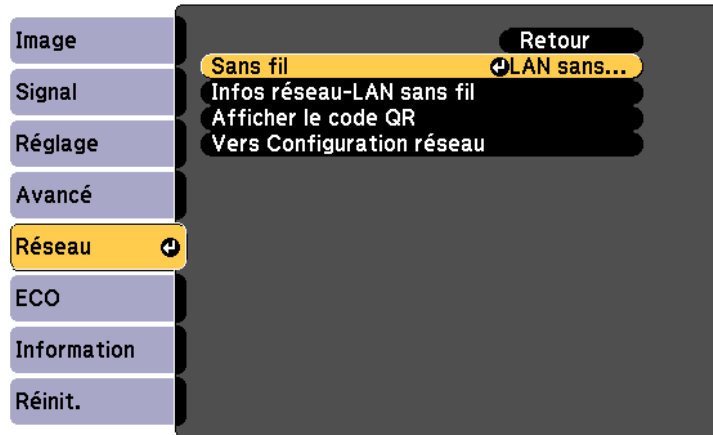 Image
Signal
Réglage
Avancé
Réseau
ECO
Information
Réinit.
Retour
Sans fil LAN sans...
Infos réseau-LAN sans fil
Afficher le code QR
Vers Configuration réseau